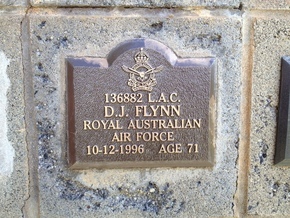 136882 L.A.C.
D.J. FLYNN
ROYAL AUSTRALIAN
AIR FORCE
10-12-1996 AGE 71